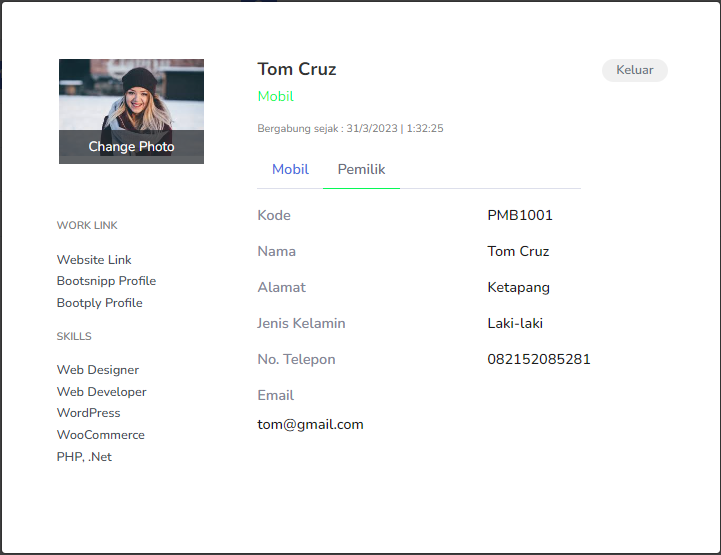 Change Photo
WORK LINK
Website Link
Bootsnipp Profile
Bootply Profile
SKILLS
Web Designer
Web Developer
WordPress
WooCommerce
PHP, .Net
Tom Cruz
Keluar
Mobil
Bergabung sejak : 31/3/2023 | 1:32:25
Mobil Pemilik
Kode PMB1001
Nama Tom Cruz
Alamat Ketapang
Jenis Kelamin Laki-laki
No. Telepon 082152085281
Email
tom@gmail.com